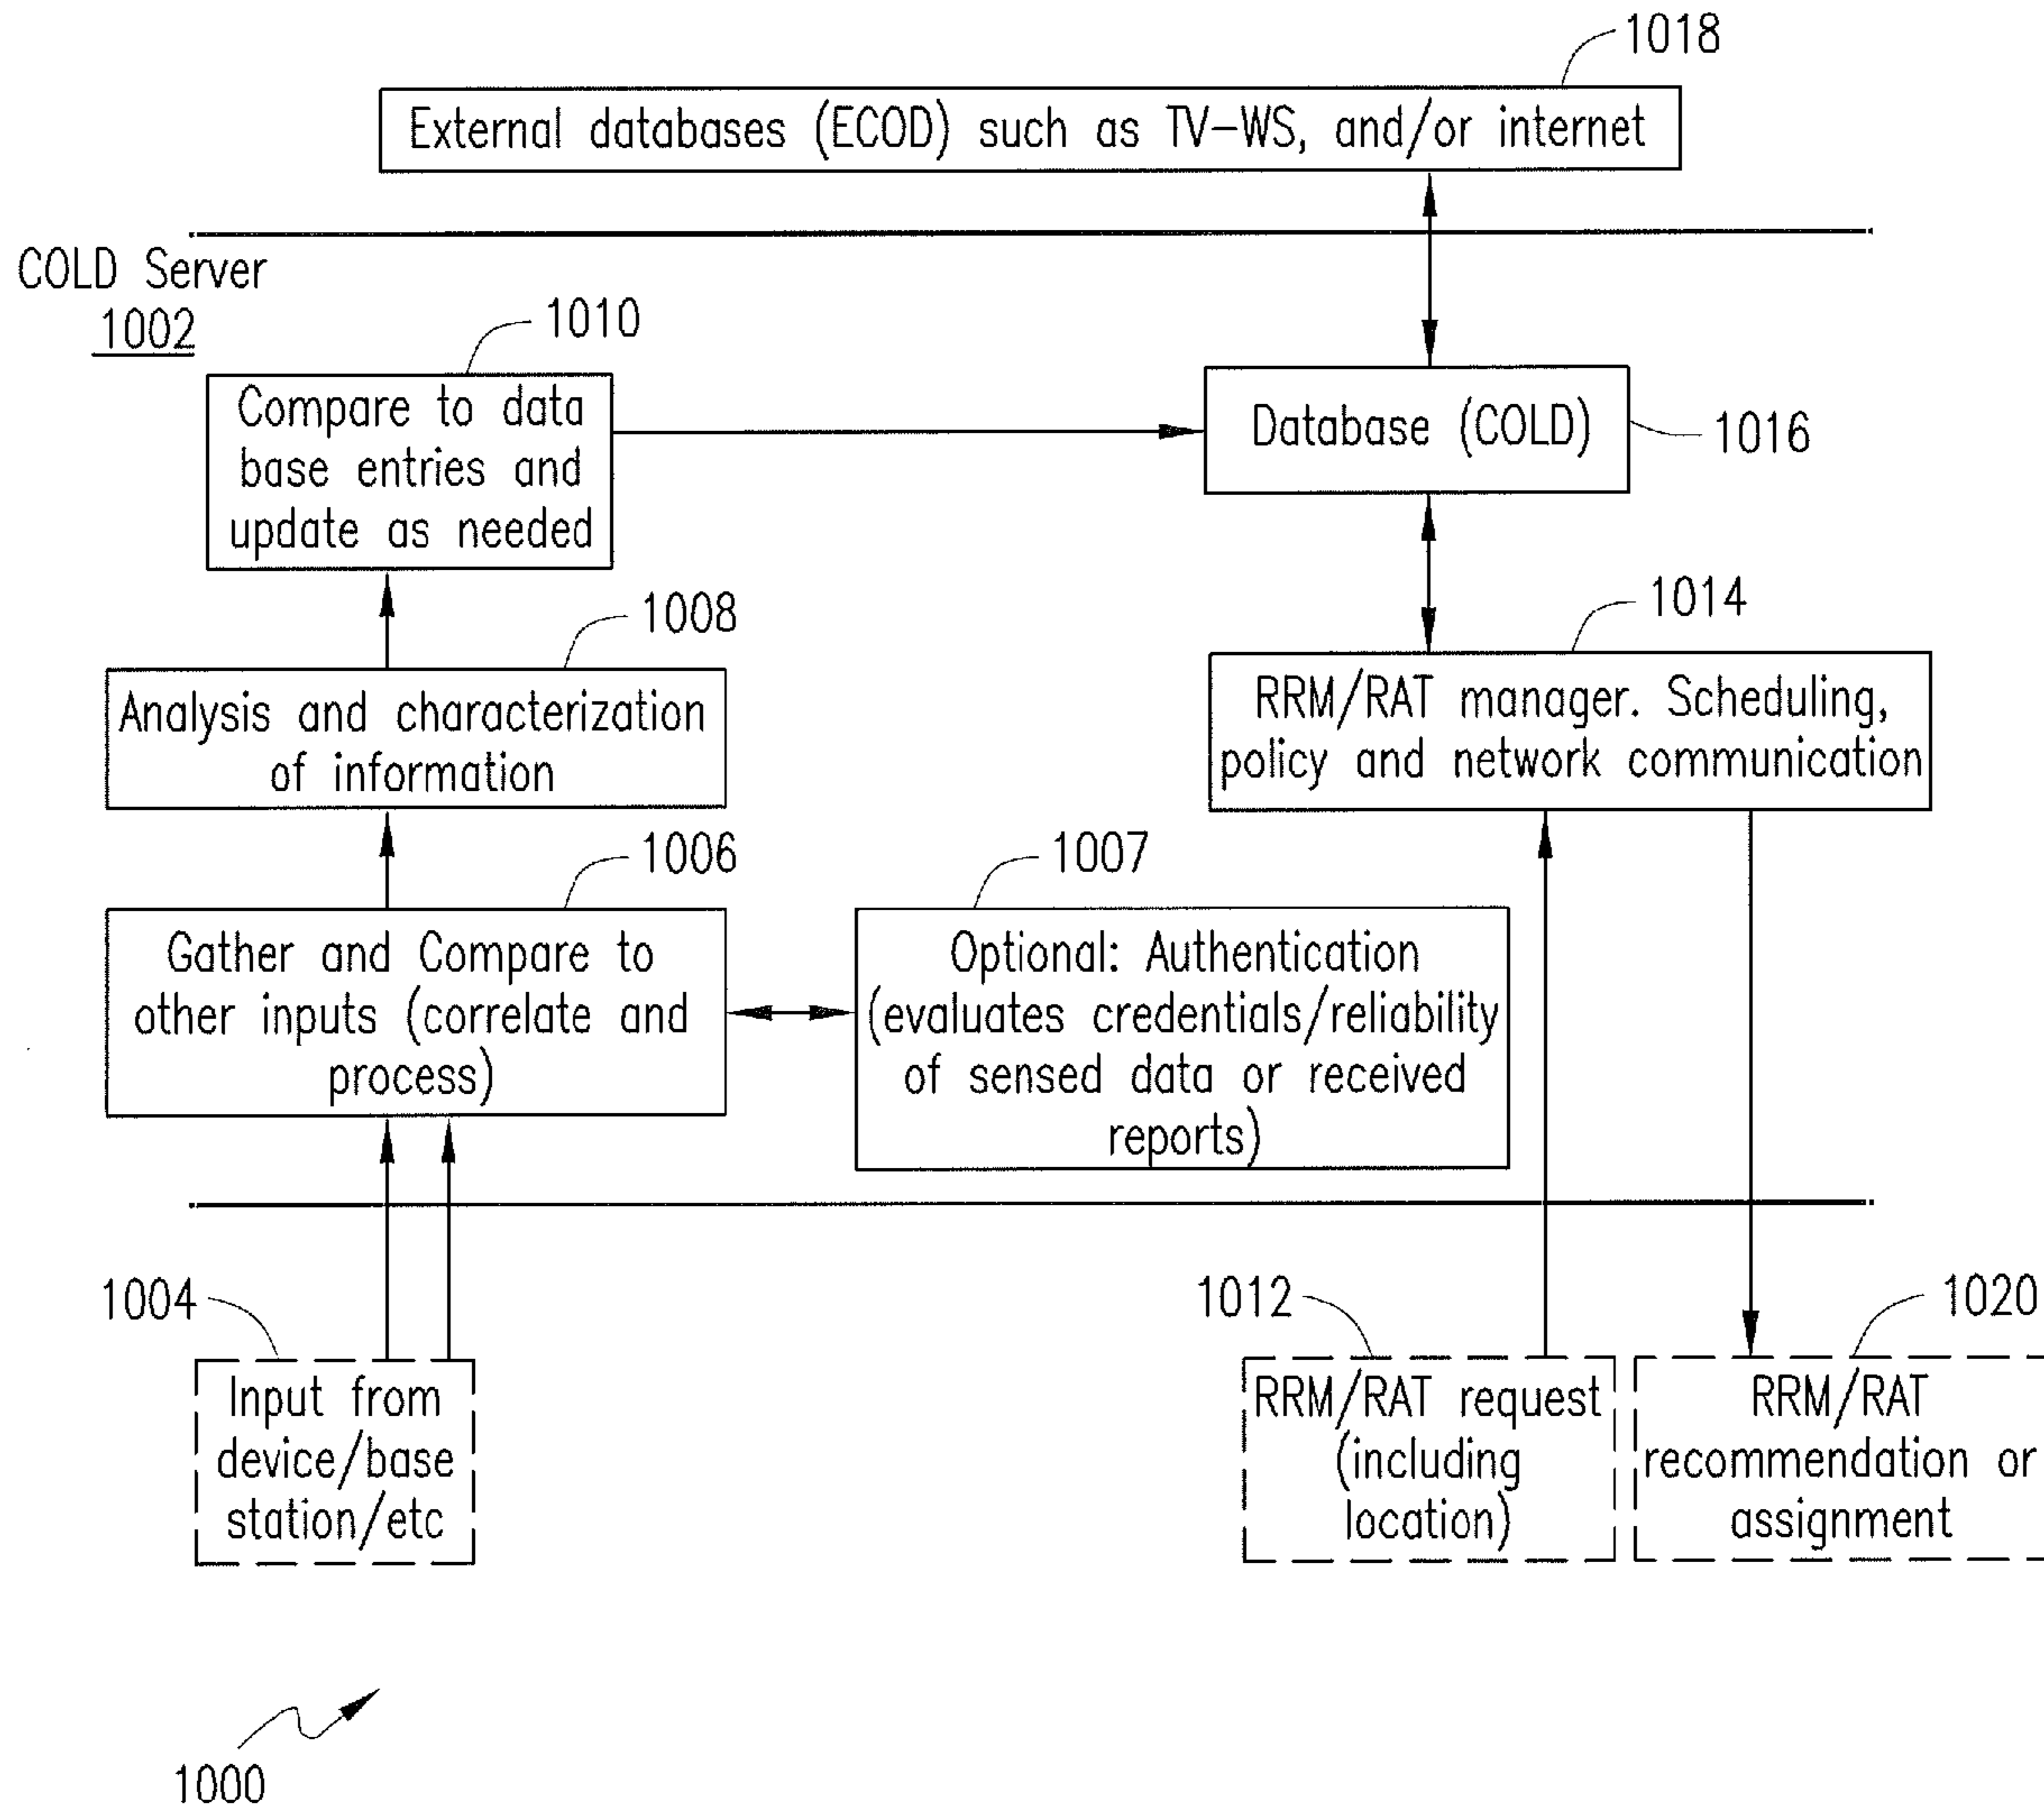 1018
External databases (ECOD) such as TV-WS, and/or internet
COLD Server
1002
1010
Compare to data
base entries and
update as needed
Database (COLD)
1016
1008
Analysis and characterization
of information
1014
RRM/RAT manager. Scheduling,
policy and network communication
1006
Gather and Compare to
other inputs (correlate and
process)
1007
Optional: Authentication
(evaluates credentials/reliability
of sensed data or received
reports)
1004
Input from
device/base
station/etc
1012
RRM/RAT request
(including
location)
1020
RRM/RAT
recommendation or
assignment
1000